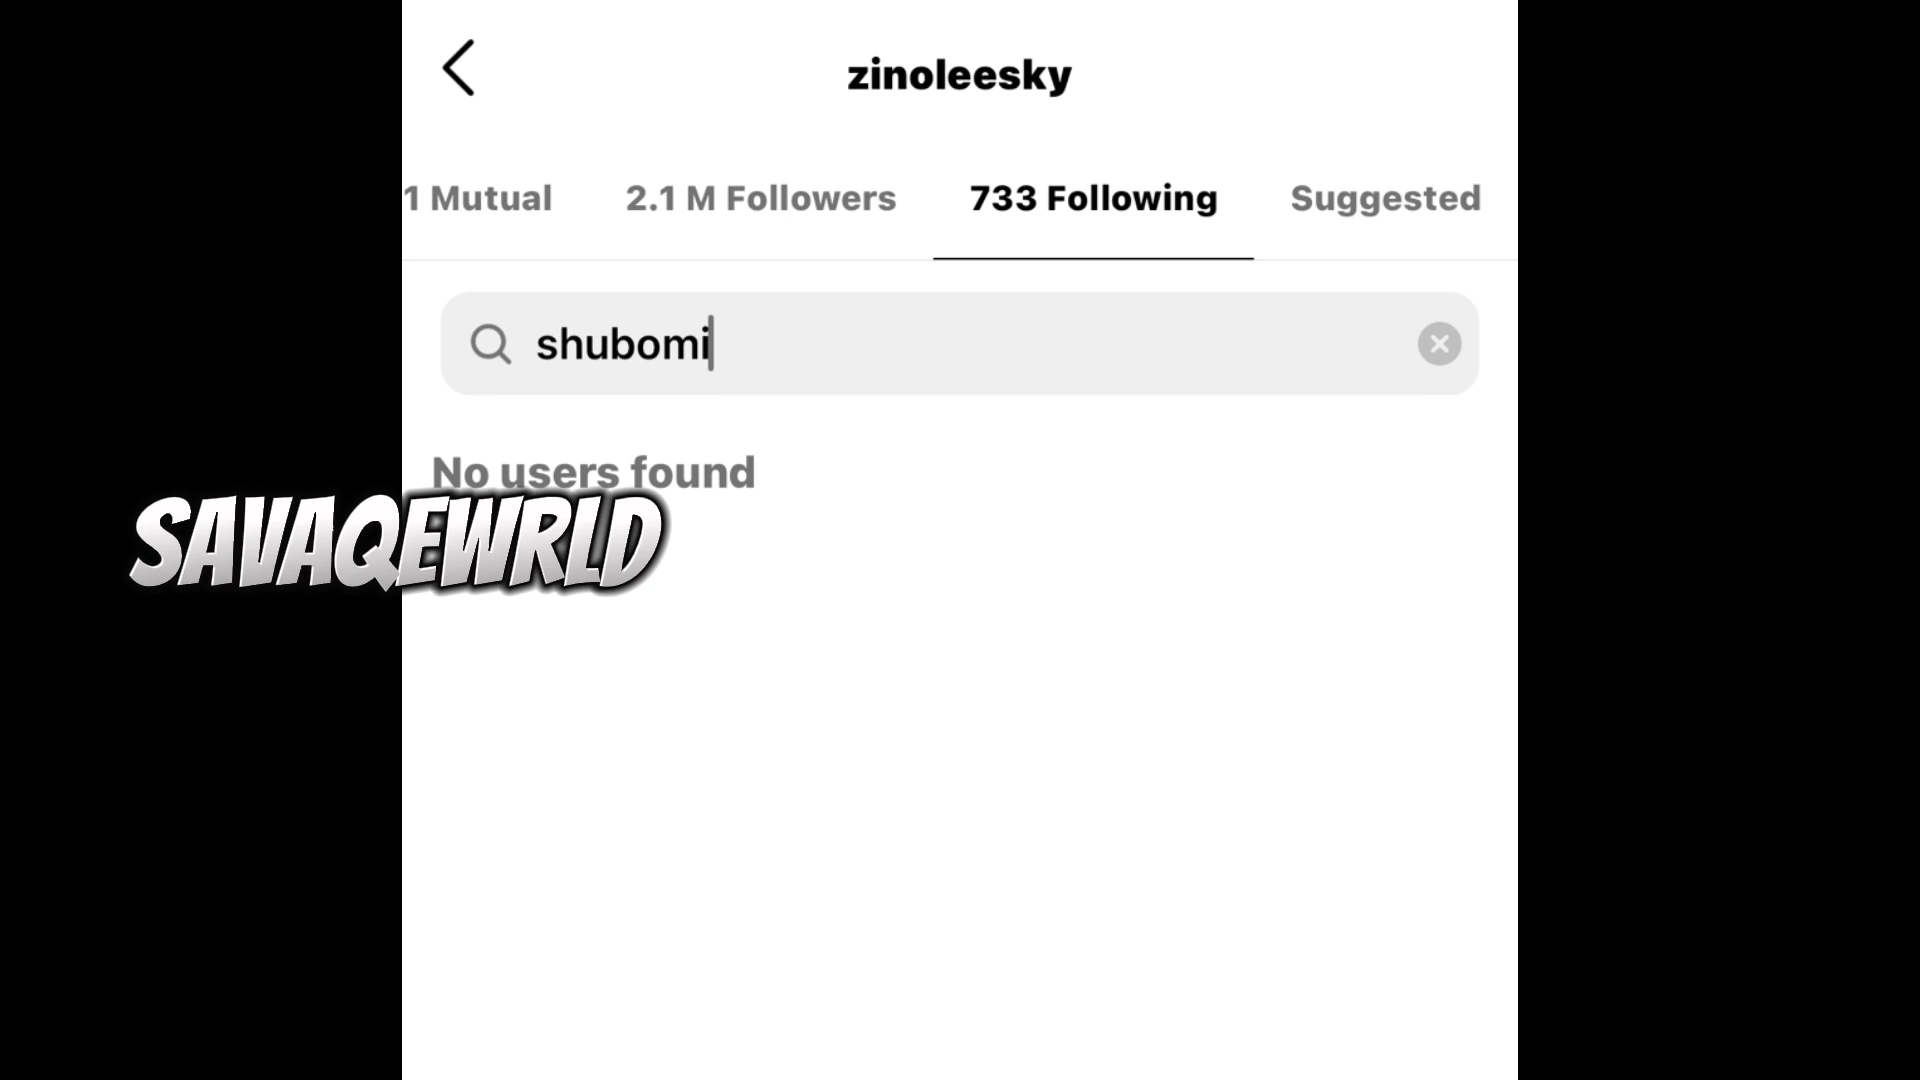 zinoleesky
1 Mutual 2.1 M Followers 733 Following Suggested
shubomi
No users found
SAVAQEWRLD